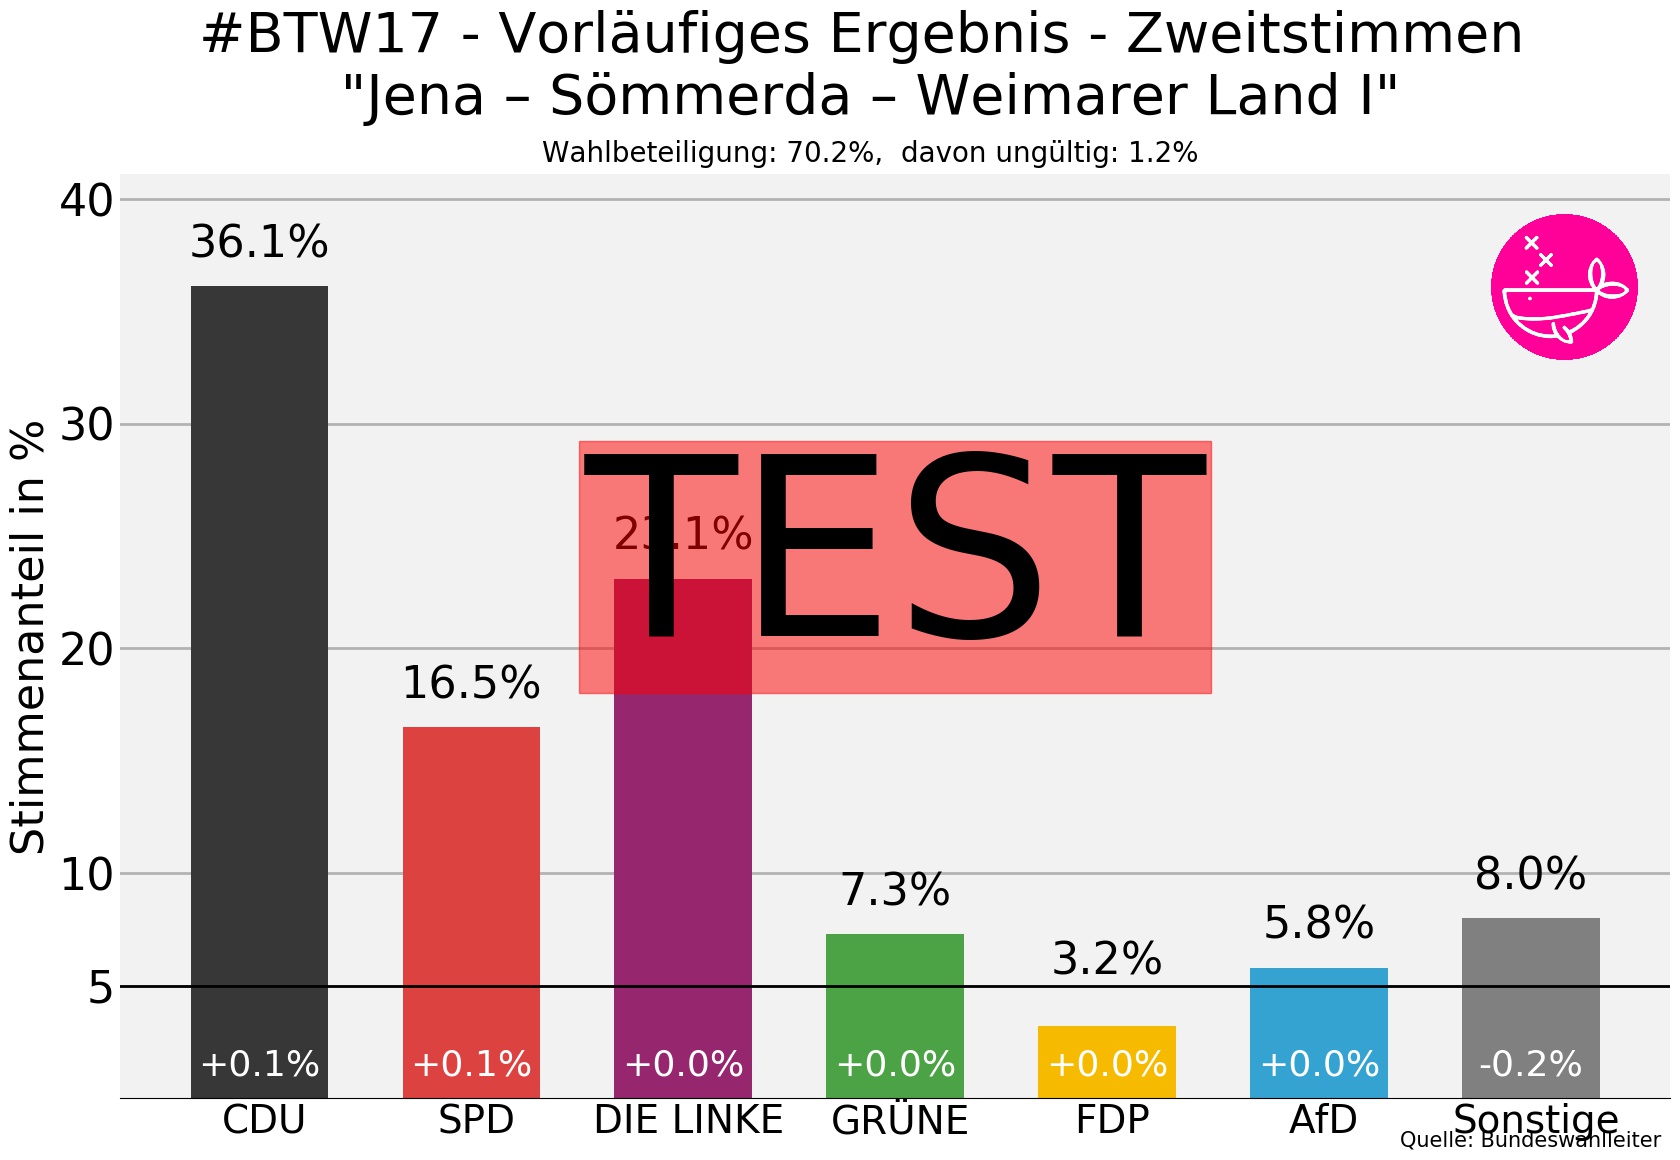 #BTW17 - Vorläufiges Ergebnis - Zweitstimmen
"Jena – Sömmerda – Weimarer Land I"
Wahlbeteiligung: 70.2%,  davon ungültig: 1.2%
Stimmenanteil in %
40
30
20
10
5
36.1%
16.5%
23.1%
7.3%
3.2%
5.8%
8.0%
TEST
+0.1%
+0.1%
+0.0%
+0.0%
+0.0%
+0.0%
-0.2%
CDU
SPD
DIE LINKE
GRÜNE
FDP
AfD
Sonstige
Quelle: Bundeswahlleiter